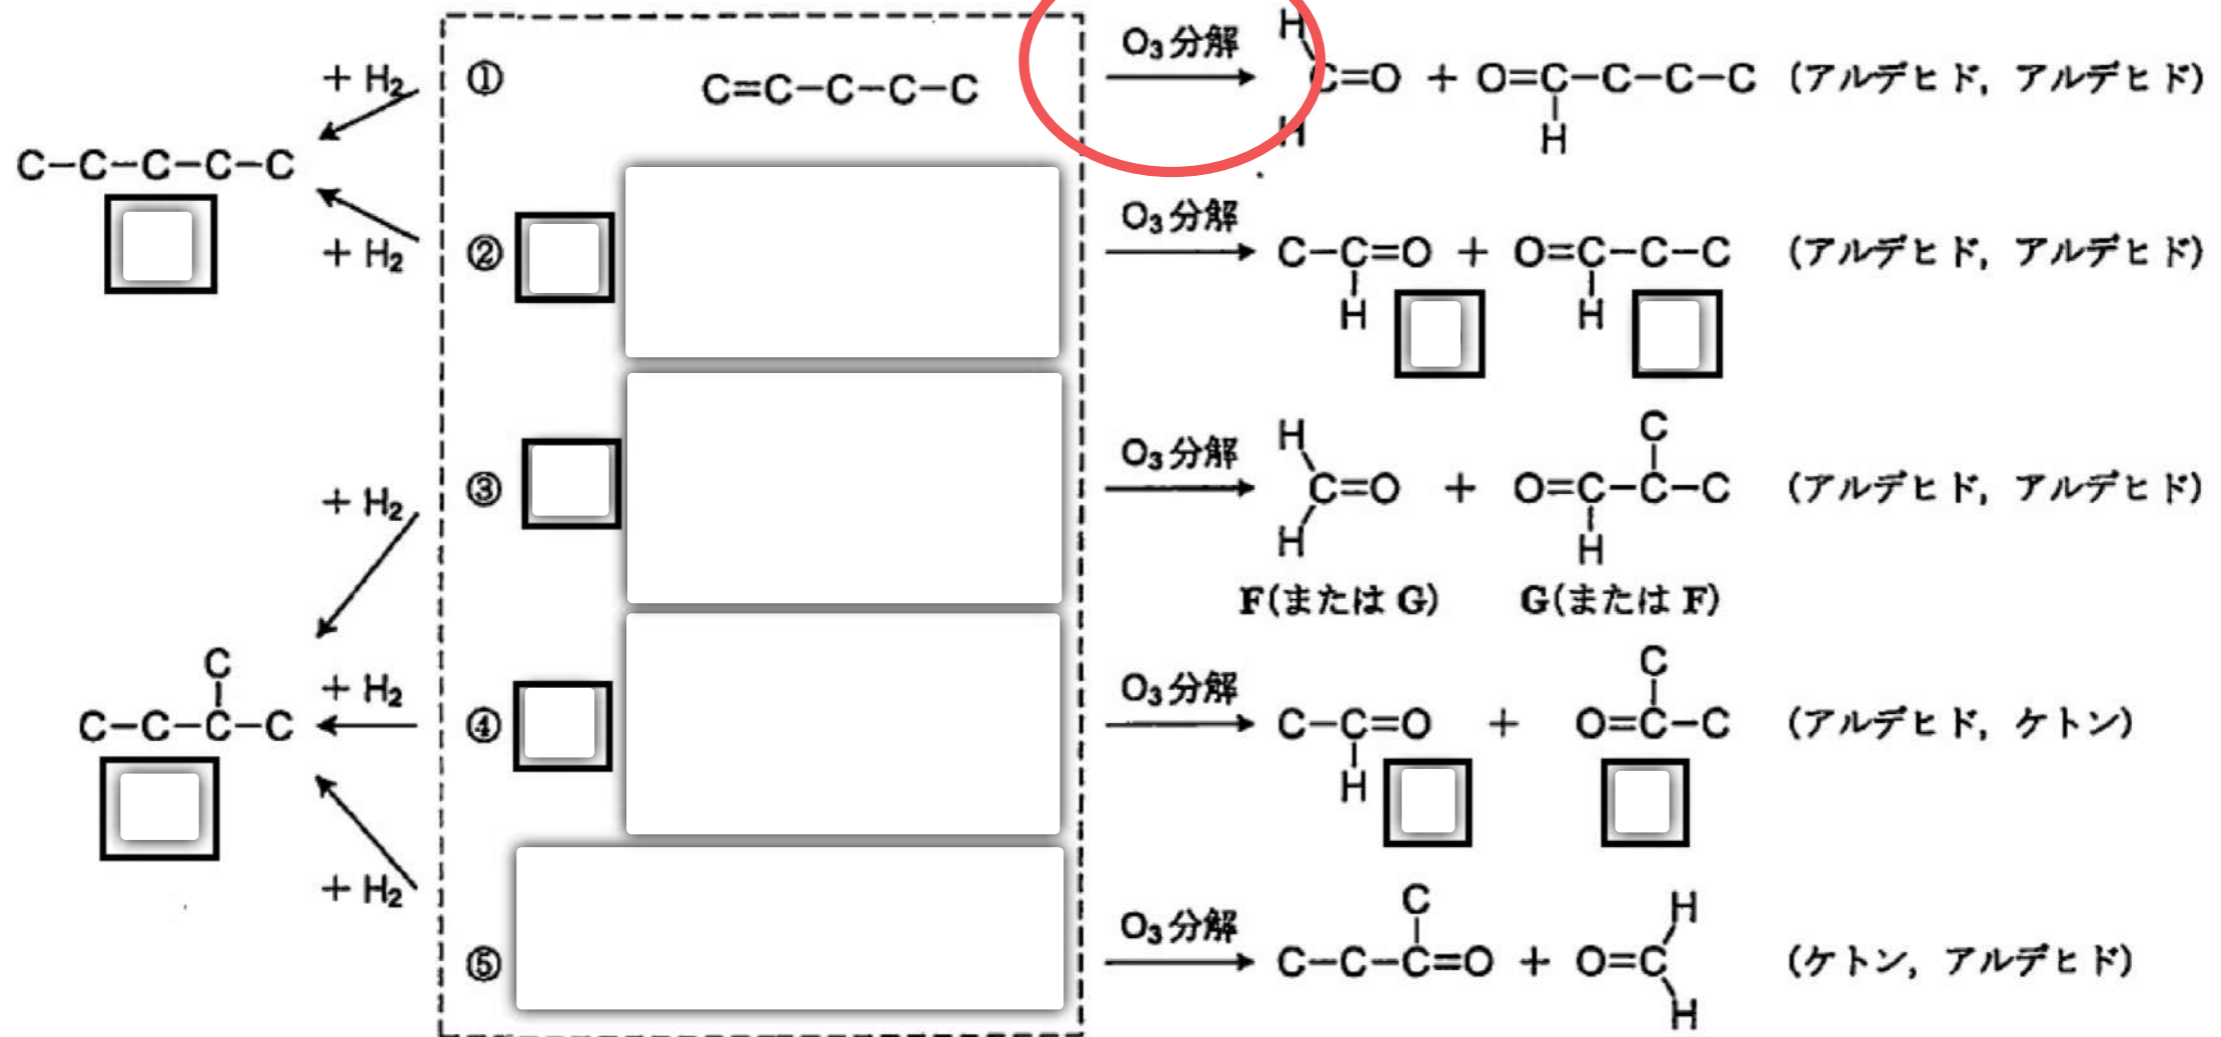 ① C=C-C-C-C
+ H₂
O₃分解
H
C=O + O=C-C-C-C (アルデヒド, アルデヒド)
H
H
C-C-C-C-C
+ H₂
②
O₃分解
C-C=O + O=C-C-C (アルデヒド, アルデヒド)
H
H
+ H₂
③
O₃分解
H
C
C=O + O=C-C-C (アルデヒド, アルデヒド)
H
H
F(または G)
G(または F)
C
C-C-C-C
+ H₂
④
O₃分解
C
C-C=O + O=C-C (アルデヒド, ケトン)
H
+ H₂
⑤
O₃分解
C
H
C-C-C=O + O=C (ケトン, アルデヒド)
H